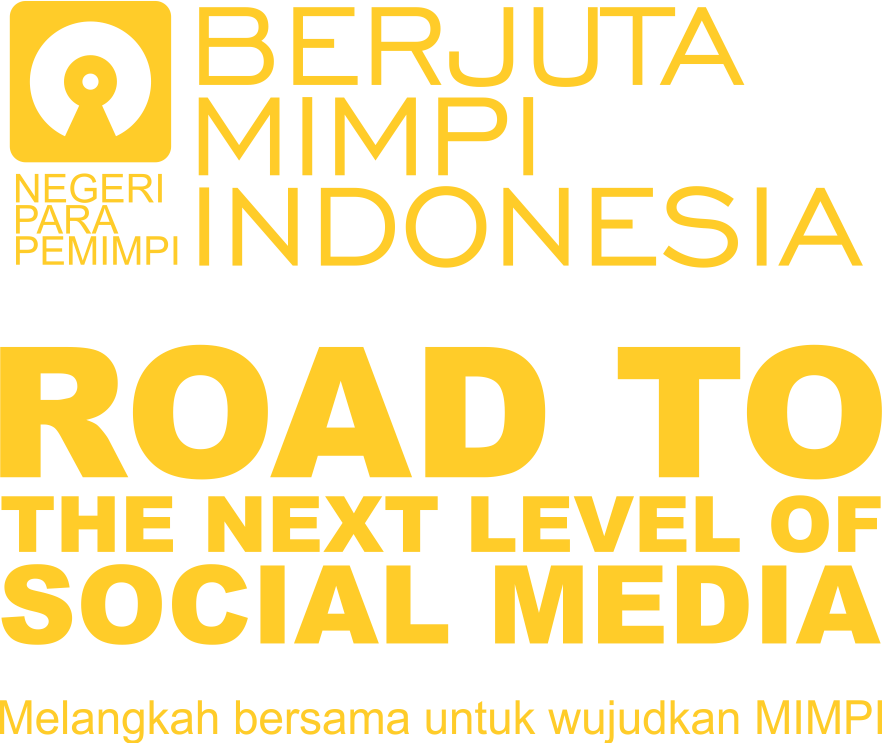 BERJUTA
MIMPI
INDONESIA
NEGERI
PARA
PEMIMPI
ROAD TO
THE NEXT LEVEL OF
SOCIAL MEDIA
Melangkah bersama untuk wujudkan MIMPI